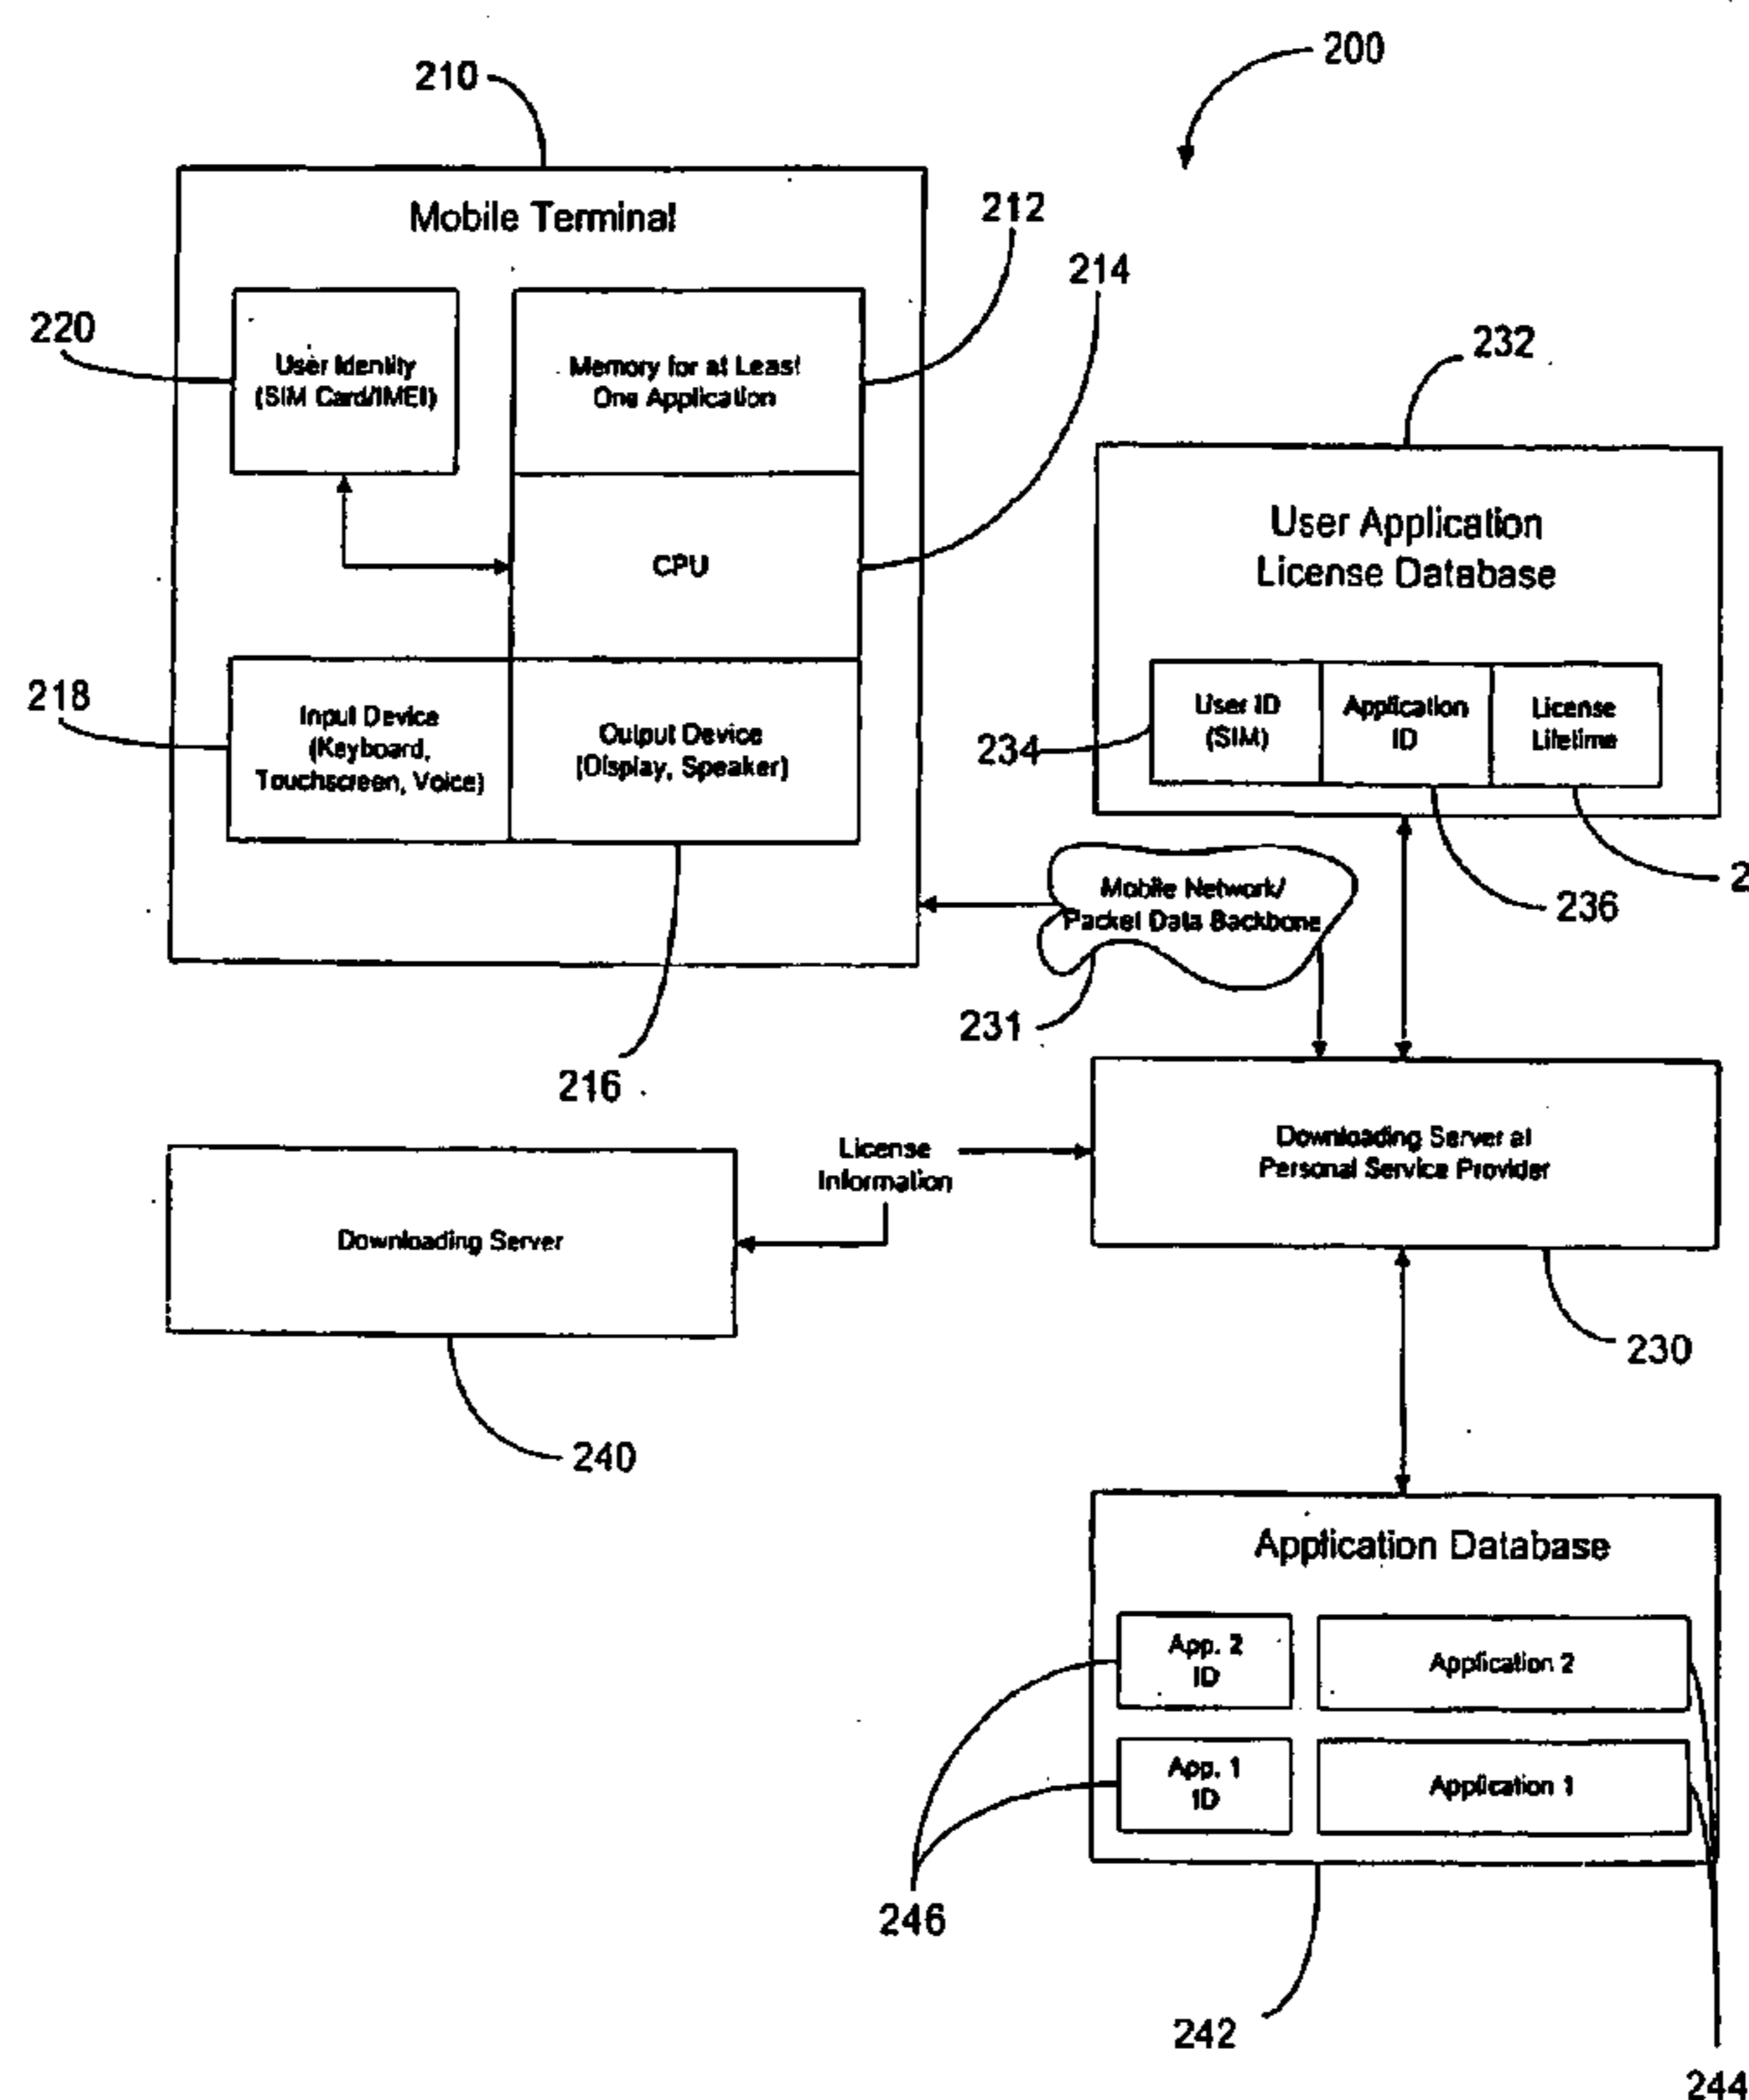 200
210
Mobile Terminal
212
214
220
User Identity
(SIM Card/IMEI)
Memory for at Least
One Application
CPU
218
Input Device
(Keyboard,
Touchscreen, Voice)
Output Device
(Display, Speaker)
216
232
User Application
License Database
234
User ID
(SIM)
Application
ID
License
Lifetime
2
236
Mobile Network/
Packet Data Backbone
231
Downloading Server at
Personal Service Provider
230
License
Information
Downloading Server
240
Application Database
App. 2
ID
Application 2
App. 1
ID
Application 1
246
242
244